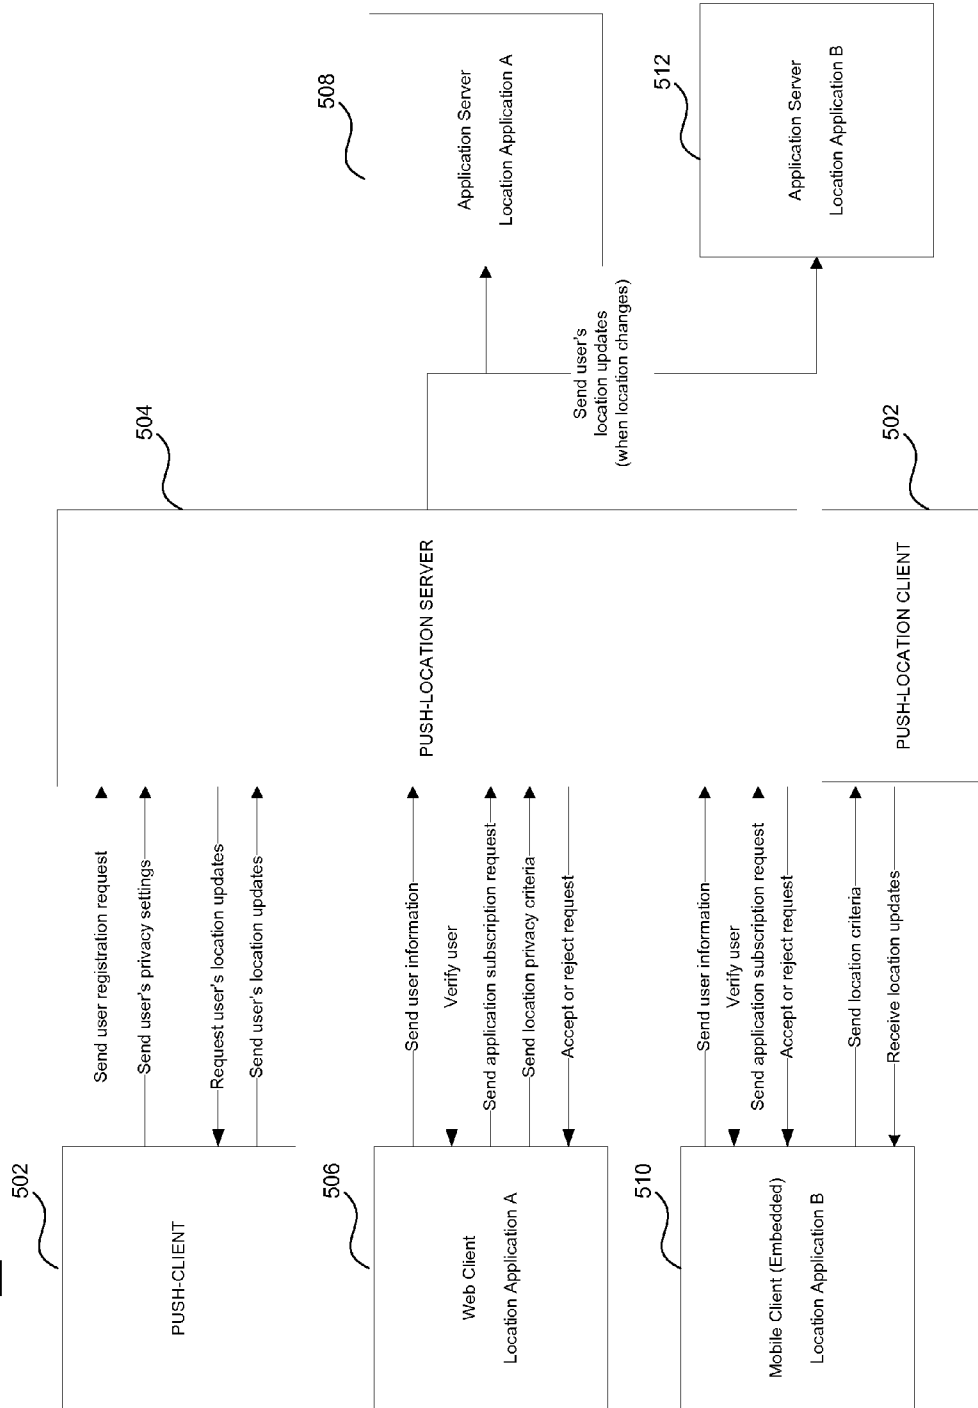 502
PUSH-CLIENT
Send user registration request
Send user's privacy settings
Request user's location updates
Send user's location updates
506
Web Client
Location Application A
Send user information
Verify user
Send application subscription request
Send location privacy criteria
Accept or reject request
510
Mobile Client (Embedded)
Location Application B
Send user information
Verify user
Send application subscription request
Accept or reject request
Send location criteria
Receive location updates
504
PUSH-LOCATION SERVER
502
PUSH-LOCATION CLIENT
Send user's
location updates
(when location changes)
508
Application Server
Location Application A
512
Application Server
Location Application B